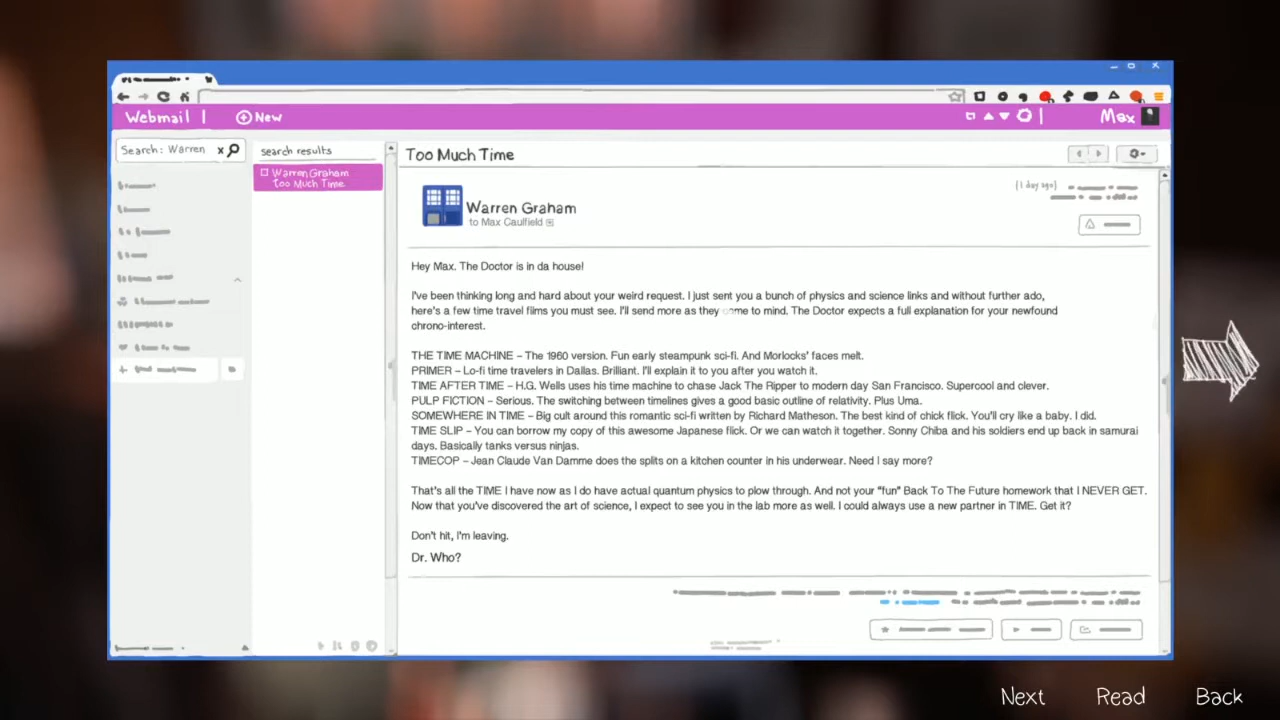 Webmail |
New
Max
Search: Warren x
search results
Warren Graham
Too Much Time
Too Much Time
(1 day ago)
Warren Graham
to Max Caulfield
Hey Max. The Doctor is in da house!
I've been thinking long and hard about your weird request. I just sent you a bunch of physics and science links and without further ado,
here's a few time travel films you must see. I'll send more as they come to mind. The Doctor expects a full explanation for your newfound
chrono-interest.
THE TIME MACHINE – The 1960 version. Fun early steampunk sci-fi. And Morlocks' faces melt.
PRIMER – Lo-fi time travelers in Dallas. Brilliant. I'll explain it to you after you watch it.
TIME AFTER TIME – H.G. Wells uses his time machine to chase Jack The Ripper to modern day San Francisco. Supercool and clever.
PULP FICTION – Serious. The switching between timelines gives a good basic outline of relativity. Plus Uma.
SOMEWHERE IN TIME – Big cult around this romantic sci-fi written by Richard Matheson. The best kind of chick flick. You'll cry like a baby. I did.
TIME SLIP – You can borrow my copy of this awesome Japanese flick. Or we can watch it together. Sonny Chiba and his soldiers end up back in samurai
days. Basically tanks versus ninjas.
TIMECOP – Jean Claude Van Damme does the splits on a kitchen counter in his underwear. Need I say more?
That's all the TIME I have now as I do have actual quantum physics to plow through. And not your "fun" Back To The Future homework that I NEVER GET.
Now that you've discovered the art of science, I expect to see you in the lab more as well. I could always use a new partner in TIME. Get it?
Don't hit, I'm leaving.
Dr. Who?
Next
Read
Back